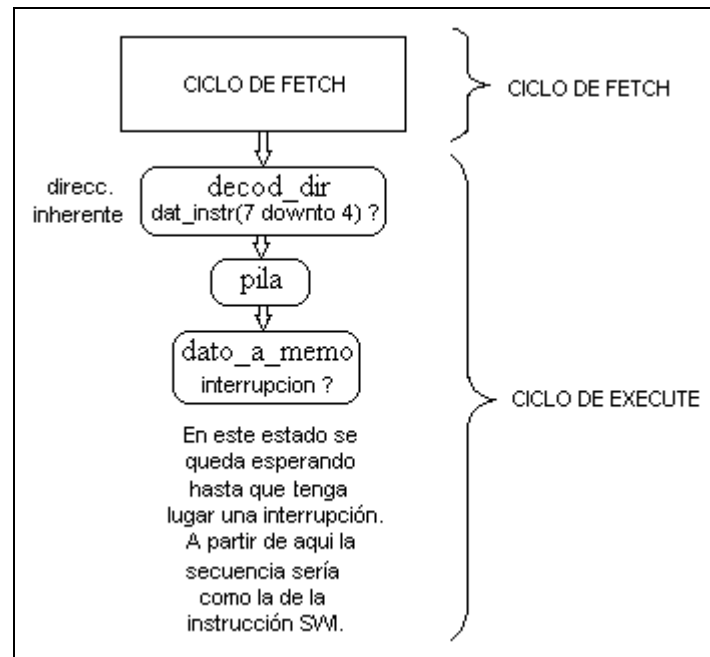 CICLO DE FETCH
CICLO DE FETCH
direcc.
inherente
decod_dir
dat_instr(7 downto 4) ?
pila
dato_a_memo
interrupcion ?
CICLO DE EXECUTE
En este estado se
queda esperando
hasta que tenga
lugar una interrupción.
A partir de aqui la
secuencia sería
como la de la
instrucción SWI.